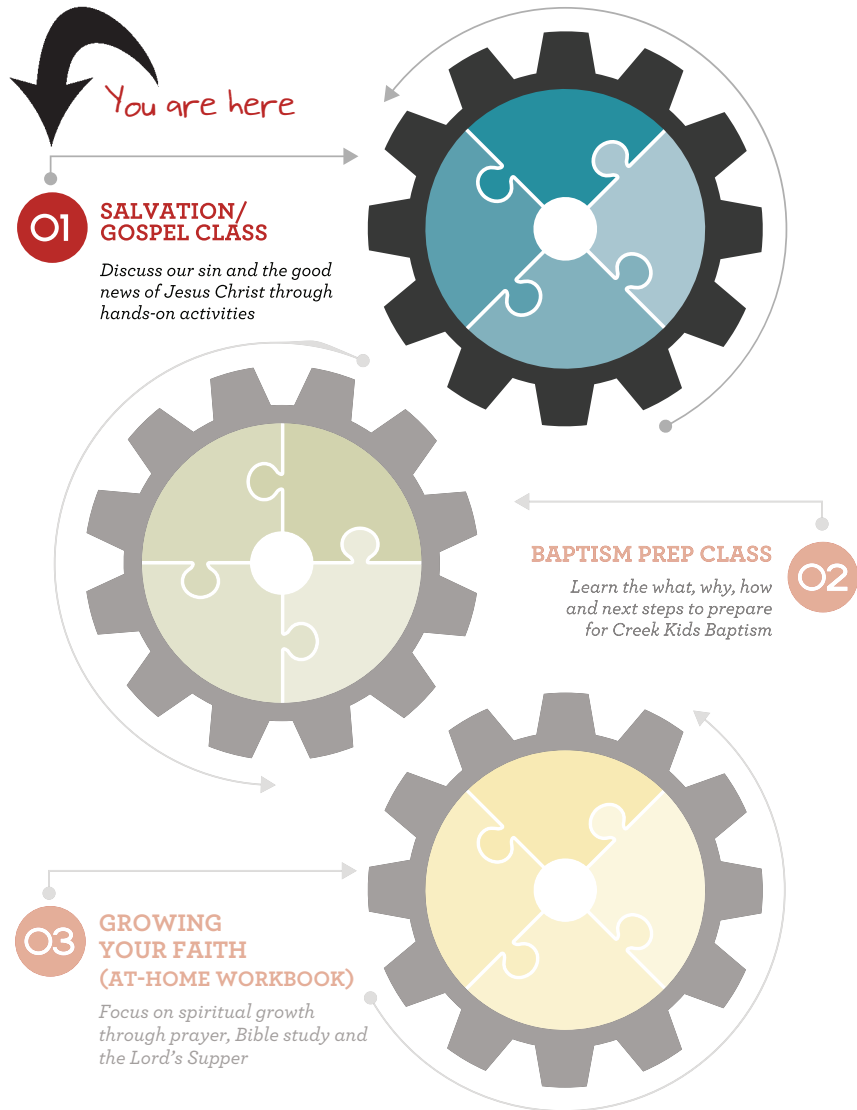 You are here
01
SALVATION/
GOSPEL CLASS
Discuss our sin and the good
news of Jesus Christ through
hands-on activities
BAPTISM PREP CLASS
02
Learn the what, why, how
and next steps to prepare
for Creek Kids Baptism
03
GROWING
YOUR FAITH
(AT-HOME WORKBOOK)
Focus on spiritual growth
through prayer, Bible study and
the Lord's Supper